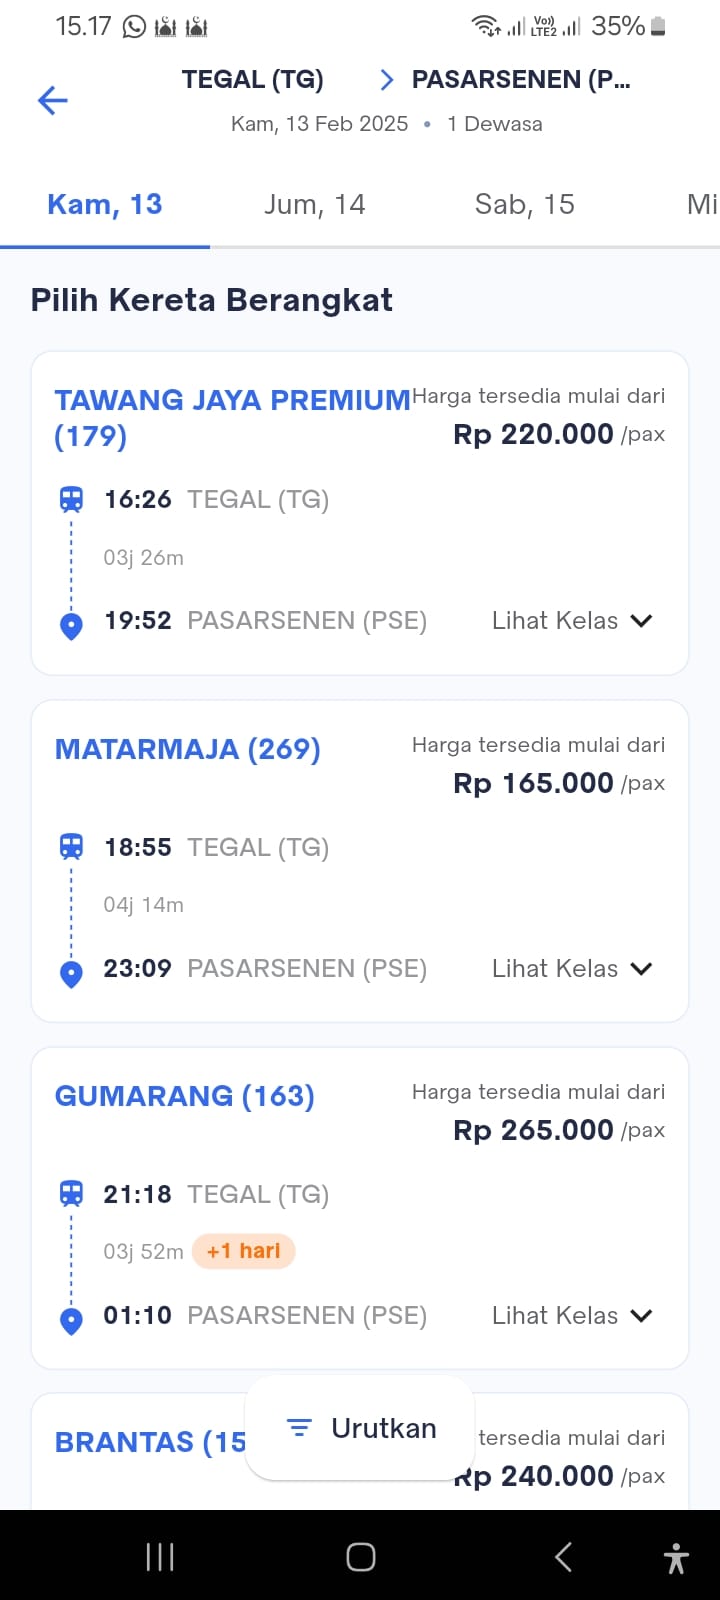 15.17
Vo))
LTE2
35%
TEGAL (TG)
PASARSENEN (P...
Kam, 13 Feb 2025 • 1 Dewasa
Kam, 13
Jum, 14
Sab, 15
Mi
Pilih Kereta Berangkat
TAWANG JAYA PREMIUM
(179)
Harga tersedia mulai dari
Rp 220.000 /pax
16:26 TEGAL (TG)
03j 26m
19:52 PASARSENEN (PSE)
Lihat Kelas
MATARMAJA (269)
Harga tersedia mulai dari
Rp 165.000 /pax
18:55 TEGAL (TG)
04j 14m
23:09 PASARSENEN (PSE)
Lihat Kelas
GUMARANG (163)
Harga tersedia mulai dari
Rp 265.000 /pax
21:18 TEGAL (TG)
03j 52m +1 hari
01:10 PASARSENEN (PSE)
Lihat Kelas
BRANTAS (15
tersedia mulai dari
Rp 240.000 /pax
Urutkan